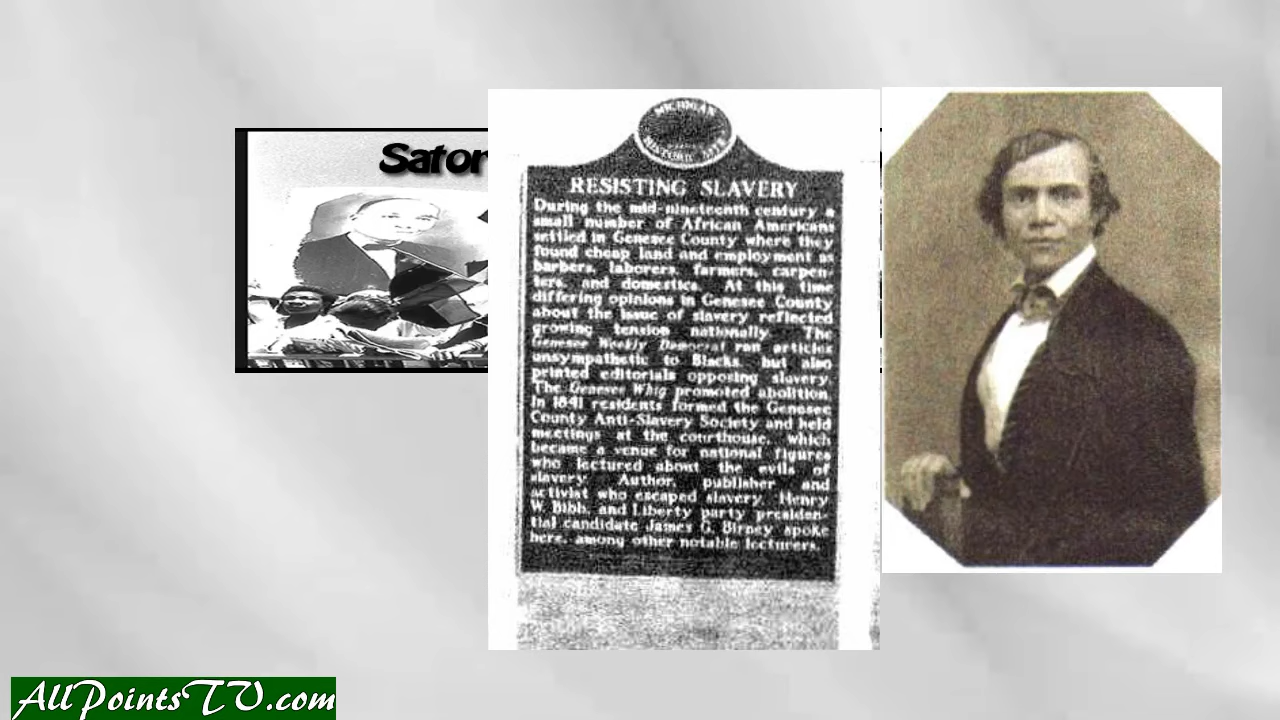 Sator
MICHIGAN
HISTORIC SITE
RESISTING SLAVERY
During the mid-nineteenth century a
small number of African Americans
settled in Genesee County where they
found cheap land and employment as
barbers, laborers, farmers, carpen-
ters, and domestics. At this time
differing opinions in Genesee County
about the issue of slavery reflected
growing tension nationally. The
Genesee Weekly Democrat ran articles
unsympathetic to Blacks, but also
printed editorials opposing slavery.
The Genesee Whig promoted abolition.
In 1841 residents formed the Genesee
County Anti-Slavery Society and held
meetings at the courthouse, which
became a venue for national figures
who lectured about the evils of
slavery. Author, publisher and
activist who escaped slavery, Henry
W. Bibb, and Liberty party presiden-
tial candidate James G. Birney spoke
here, among other notable lecturers.
AllPointsTV.com